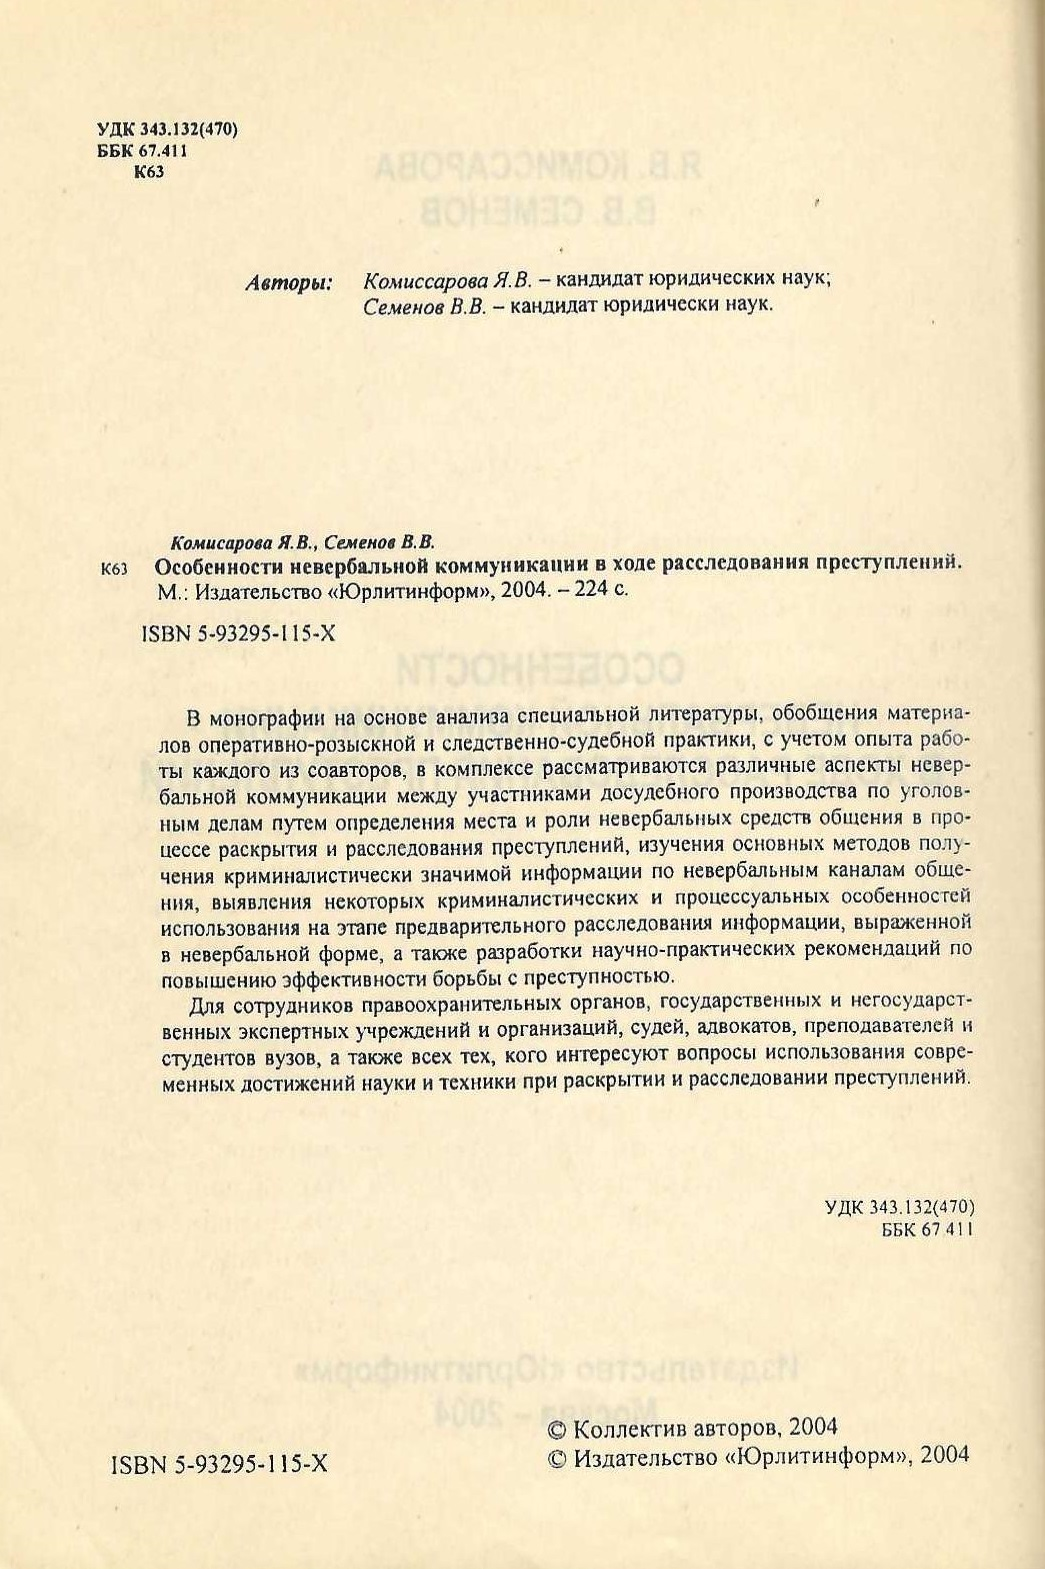 УДК 343.132(470)
ББК 67.411
К63
Я.В. КОМИССАРОВА
В.В. СЕМЕНОВ
Авторы: Комиссарова Я.В. – кандидат юридических наук;
Семенов В.В. – кандидат юридически наук.
Комисарова Я.В., Семенов В.В.
К63 Особенности невербальной коммуникации в ходе расследования преступлений.
М.: Издательство «Юрлитинформ», 2004. – 224 с.
ISBN 5-93295-115-X
ОСОБЕННОСТИ
В монографии на основе анализа специальной литературы, обобщения материа-
лов оперативно-розыскной и следственно-судебной практики, с учетом опыта рабо-
ты каждого из соавторов, в комплексе рассматриваются различные аспекты невер-
бальной коммуникации между участниками досудебного производства по уголов-
ным делам путем определения места и роли невербальных средств общения в про-
цессе раскрытия и расследования преступлений, изучения основных методов полу-
чения криминалистически значимой информации по невербальным каналам обще-
ния, выявления некоторых криминалистических и процессуальных особенностей
использования на этапе предварительного расследования информации, выраженной
в невербальной форме, а также разработки научно-практических рекомендаций по
повышению эффективности борьбы с преступностью.
Для сотрудников правоохранительных органов, государственных и негосударст-
венных экспертных учреждений и организаций, судей, адвокатов, преподавателей и
студентов вузов, а также всех тех, кого интересуют вопросы использования совре-
менных достижений науки и техники при раскрытии и расследовании преступлений.
УДК 343.132(470)
ББК 67 411
Издательство «Юрлитинформ»
Москва – 2004
© Коллектив авторов, 2004
ISBN 5-93295-115-X © Издательство «Юрлитинформ», 2004